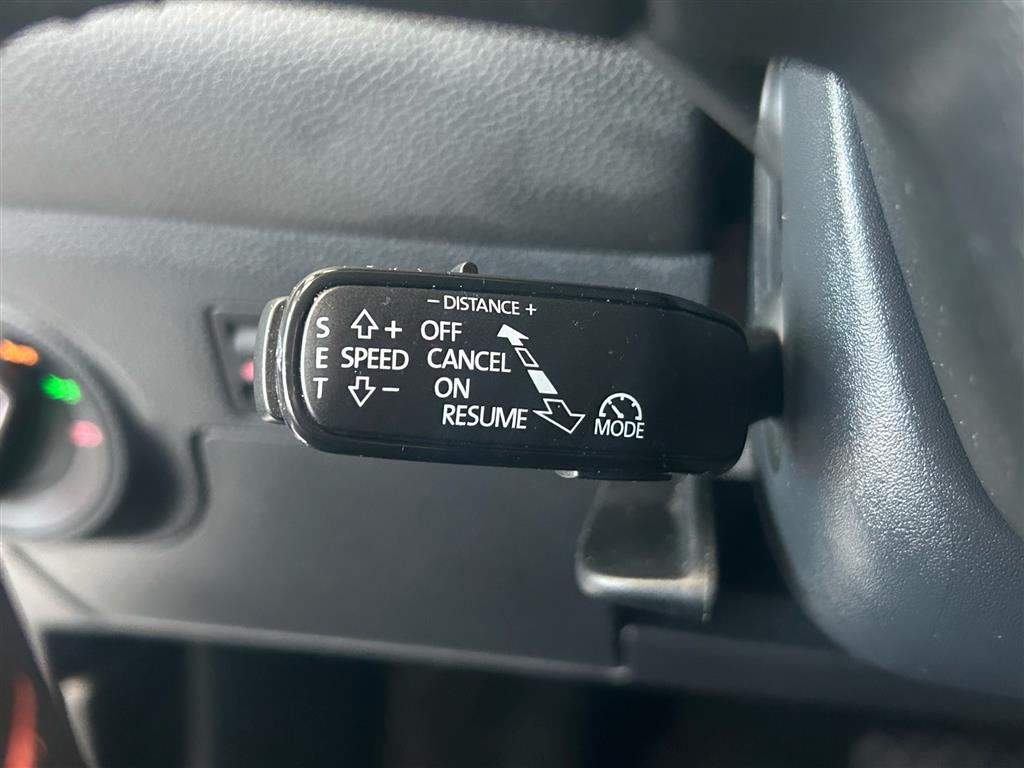 − DISTANCE +
S + OFF
E SPEED CANCEL
T − ON
RESUME MODE